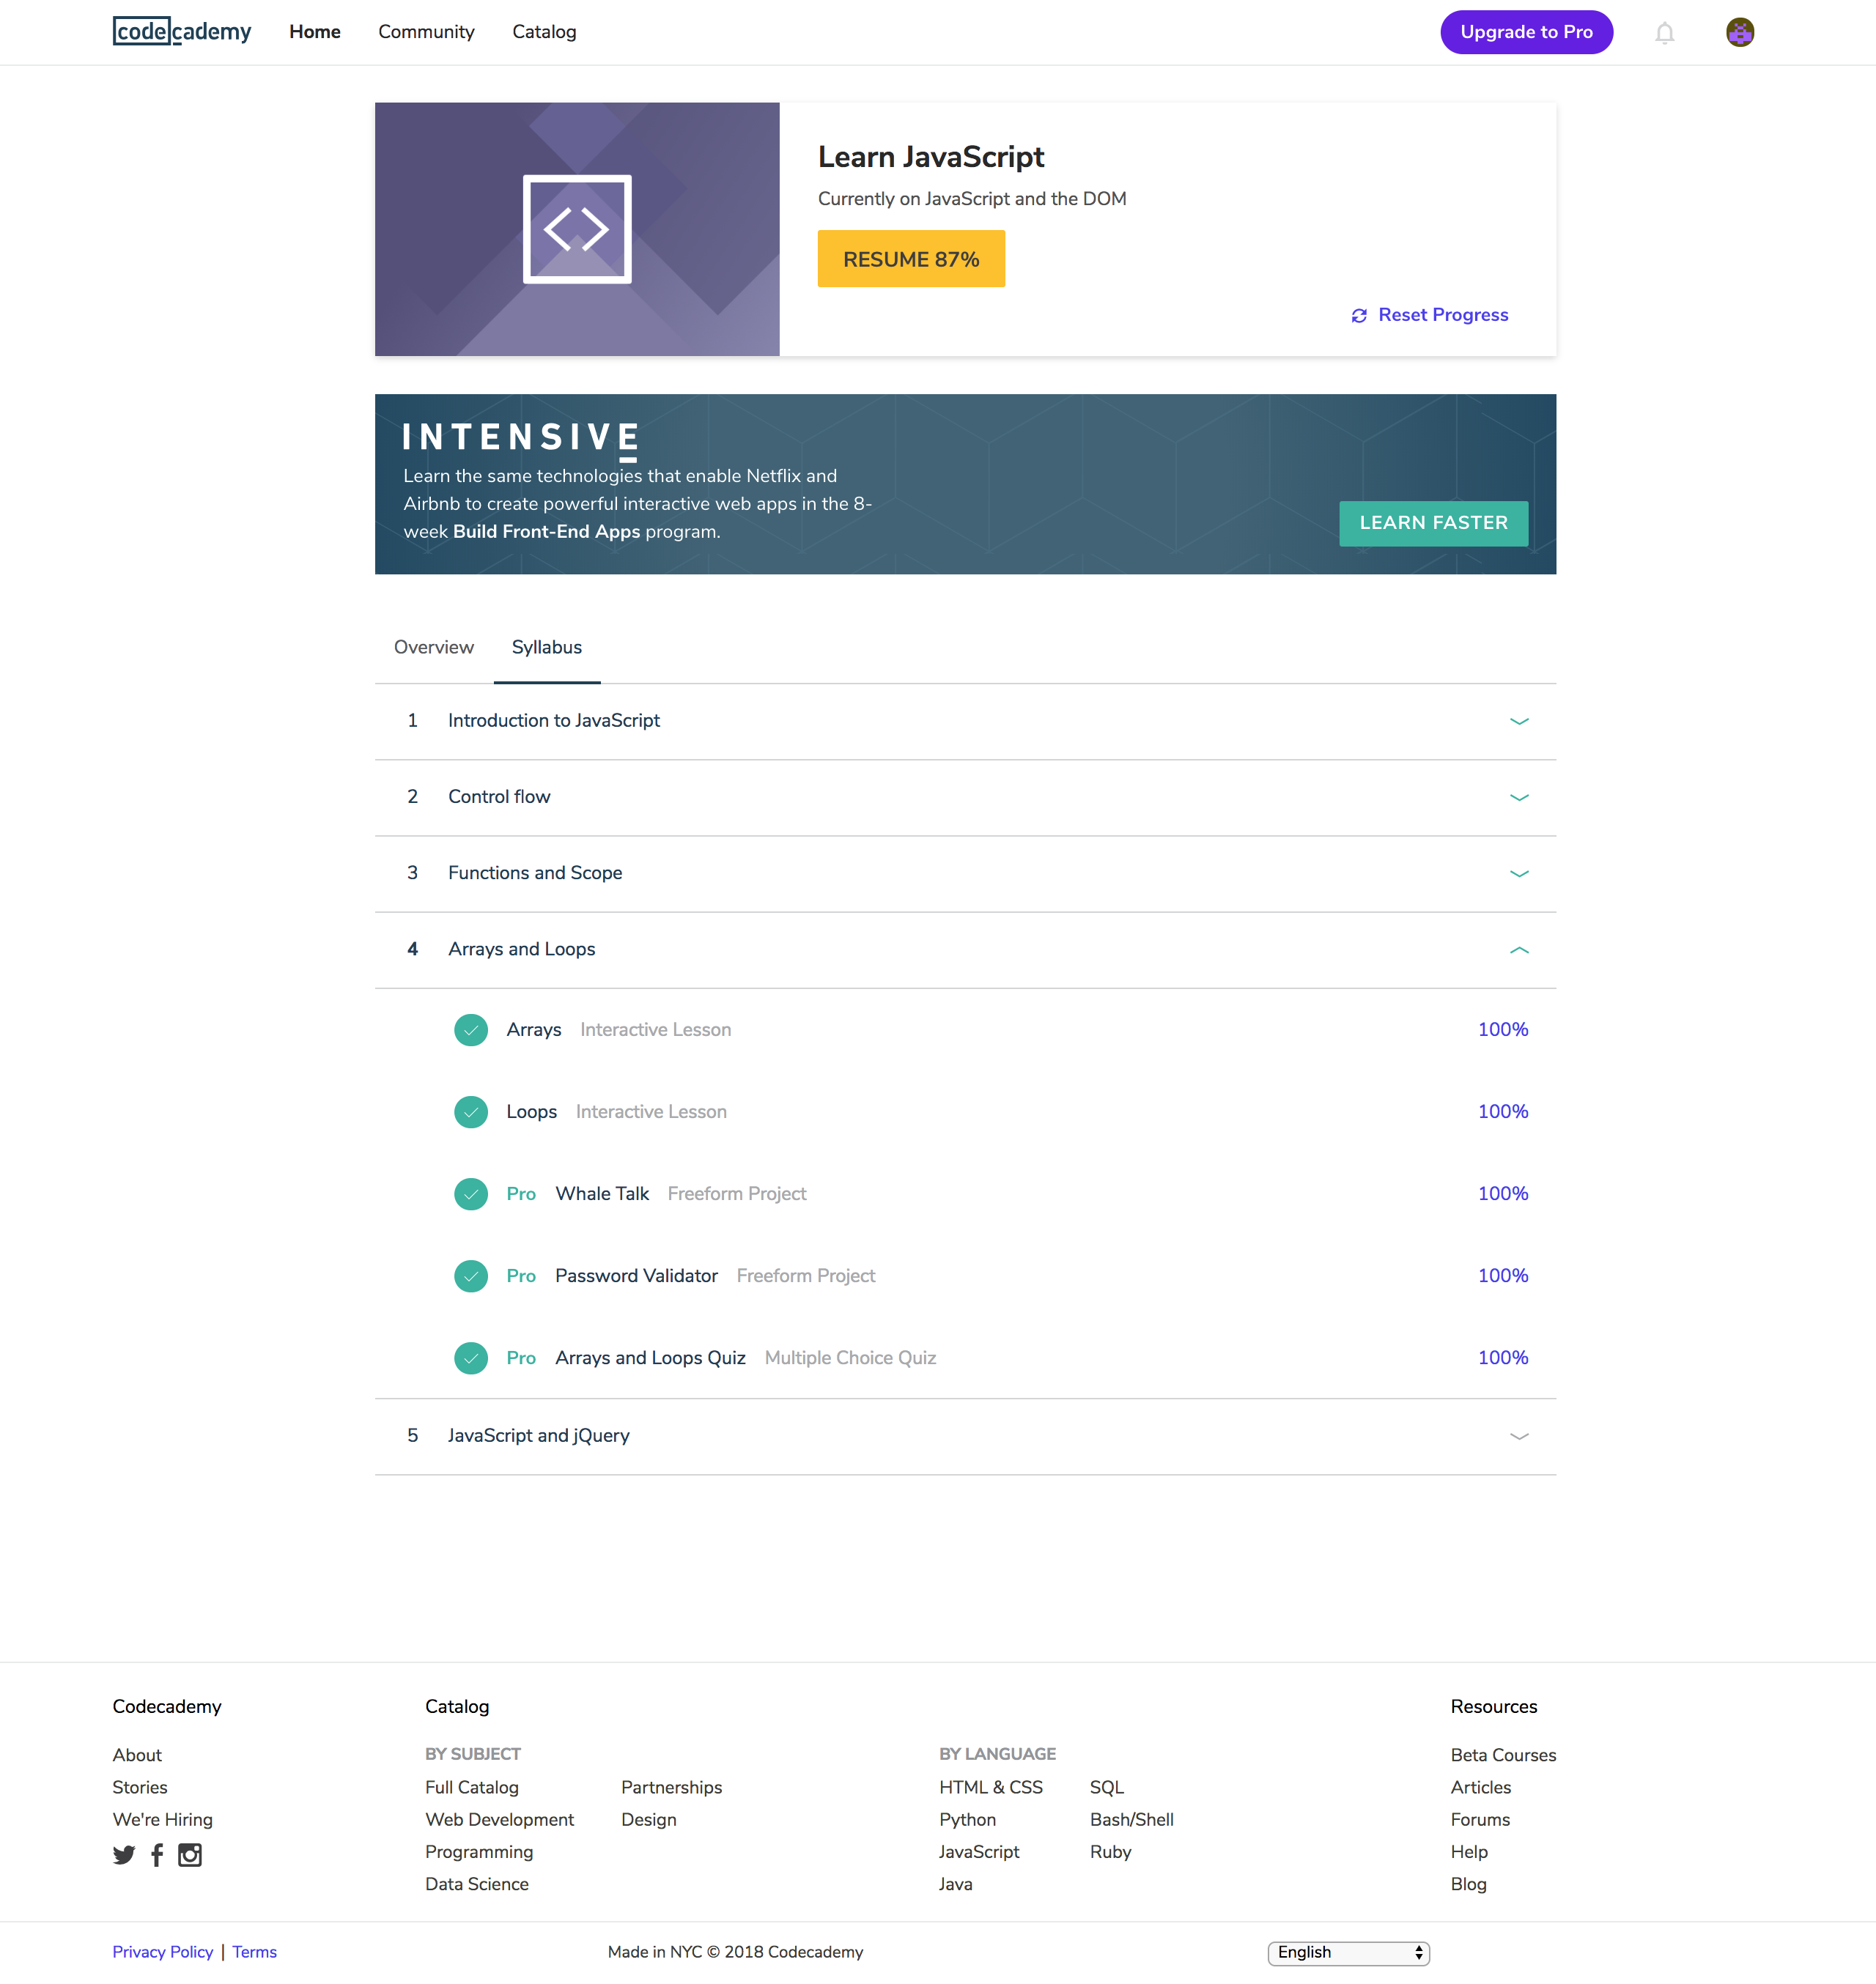 codecademy Home Community Catalog Upgrade to Pro
Learn JavaScript
Currently on JavaScript and the DOM
RESUME 87%
Reset Progress
INTENSIVE
Learn the same technologies that enable Netflix and
Airbnb to create powerful interactive web apps in the 8-
week Build Front-End Apps program.
LEARN FASTER
Overview Syllabus
1 Introduction to JavaScript
2 Control flow
3 Functions and Scope
4 Arrays and Loops
Arrays Interactive Lesson 100%
Loops Interactive Lesson 100%
Pro Whale Talk Freeform Project 100%
Pro Password Validator Freeform Project 100%
Pro Arrays and Loops Quiz Multiple Choice Quiz 100%
5 JavaScript and jQuery
Codecademy
About
Stories
We're Hiring
Catalog
BY SUBJECT
Full Catalog
Web Development
Programming
Data Science
Partnerships
Design
BY LANGUAGE
HTML & CSS
Python
JavaScript
Java
SQL
Bash/Shell
Ruby
Resources
Beta Courses
Articles
Forums
Help
Blog
Privacy Policy | Terms Made in NYC © 2018 Codecademy English